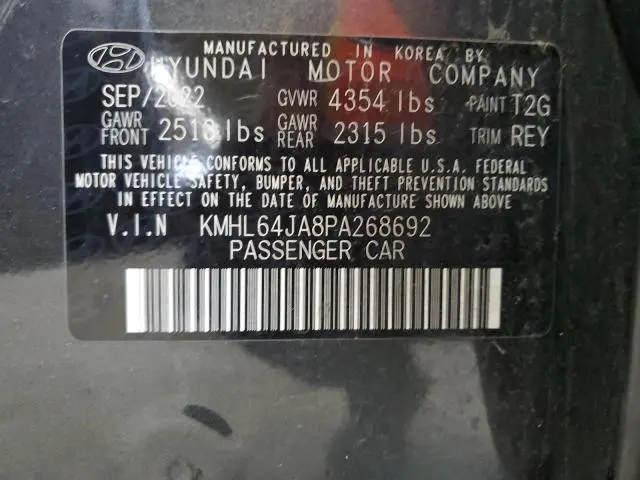 MANUFACTURED IN KOREA BY
HYUNDAI MOTOR COMPANY
SEP/2022 GVWR 4354 lbs PAINT T2G
GAWR FRONT 2518 lbs GAWR REAR 2315 lbs TRIM REY
THIS VEHICLE CONFORMS TO ALL APPLICABLE U.S.A. FEDERAL
MOTOR VEHICLE SAFETY, BUMPER, AND THEFT PREVENTION STANDARDS
IN EFFECT ON THE DATE OF MANUFACTURE SHOWN ABOVE
V.I.N KMHL64JA8PA268692
PASSENGER CAR